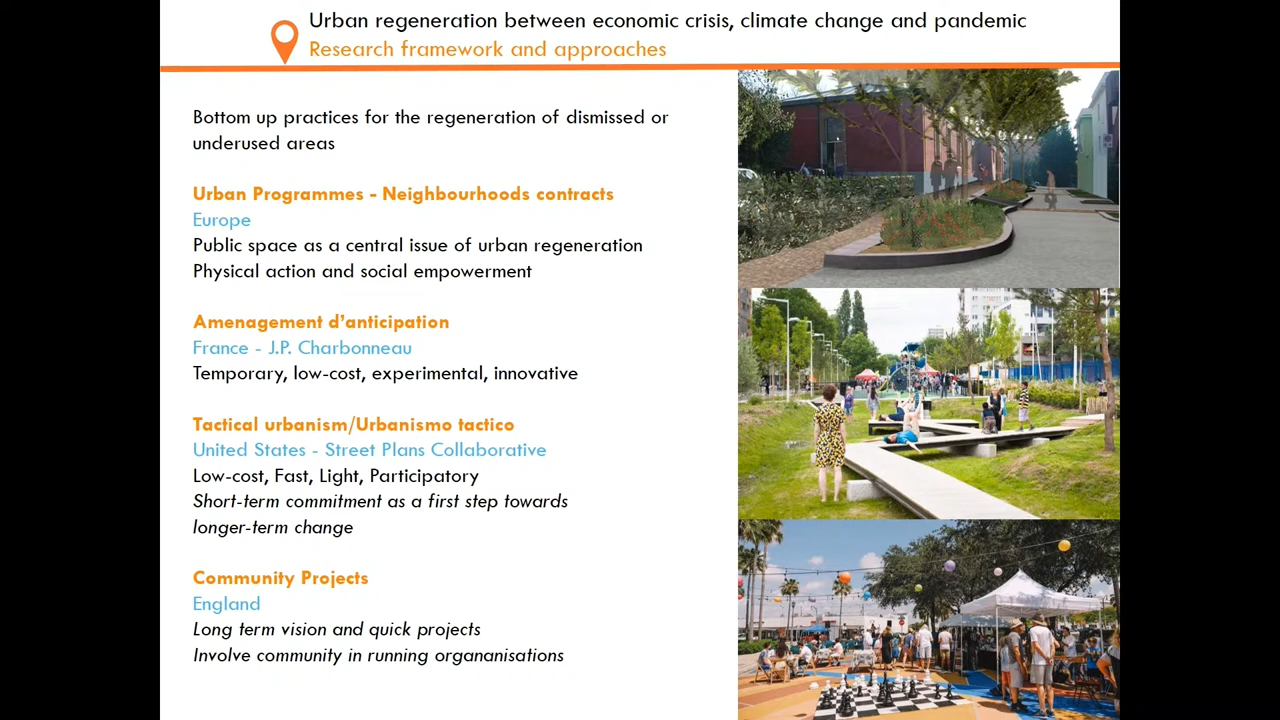 Urban regeneration between economic crisis, climate change and pandemic
Research framework and approaches
Bottom up practices for the regeneration of dismissed or
underused areas
Urban Programmes - Neighbourhoods contracts
Europe
Public space as a central issue of urban regeneration
Physical action and social empowerment
Amenagement d’anticipation
France - J.P. Charbonneau
Temporary, low-cost, experimental, innovative
Tactical urbanism/Urbanismo tactico
United States - Street Plans Collaborative
Low-cost, Fast, Light, Participatory
Short-term commitment as a first step towards
longer-term change
Community Projects
England
Long term vision and quick projects
Involve community in running organanisations